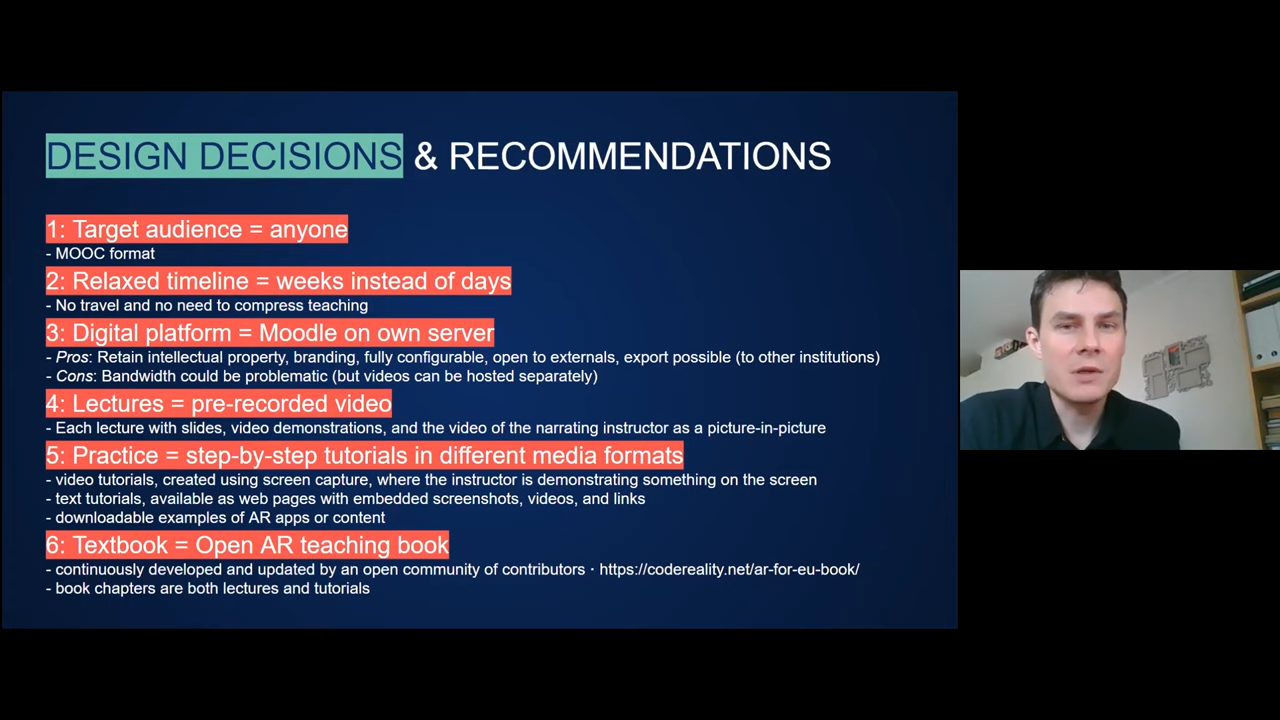 DESIGN DECISIONS & RECOMMENDATIONS
1: Target audience = anyone
- MOOC format
2: Relaxed timeline = weeks instead of days
- No travel and no need to compress teaching
3: Digital platform = Moodle on own server
- Pros: Retain intellectual property, branding, fully configurable, open to externals, export possible (to other institutions)
- Cons: Bandwidth could be problematic (but videos can be hosted separately)
4: Lectures = pre-recorded video
- Each lecture with slides, video demonstrations, and the video of the narrating instructor as a picture-in-picture
5: Practice = step-by-step tutorials in different media formats
- video tutorials, created using screen capture, where the instructor is demonstrating something on the screen
- text tutorials, available as web pages with embedded screenshots, videos, and links
- downloadable examples of AR apps or content
6: Textbook = Open AR teaching book
- continuously developed and updated by an open community of contributors · https://codereality.net/ar-for-eu-book/
- book chapters are both lectures and tutorials